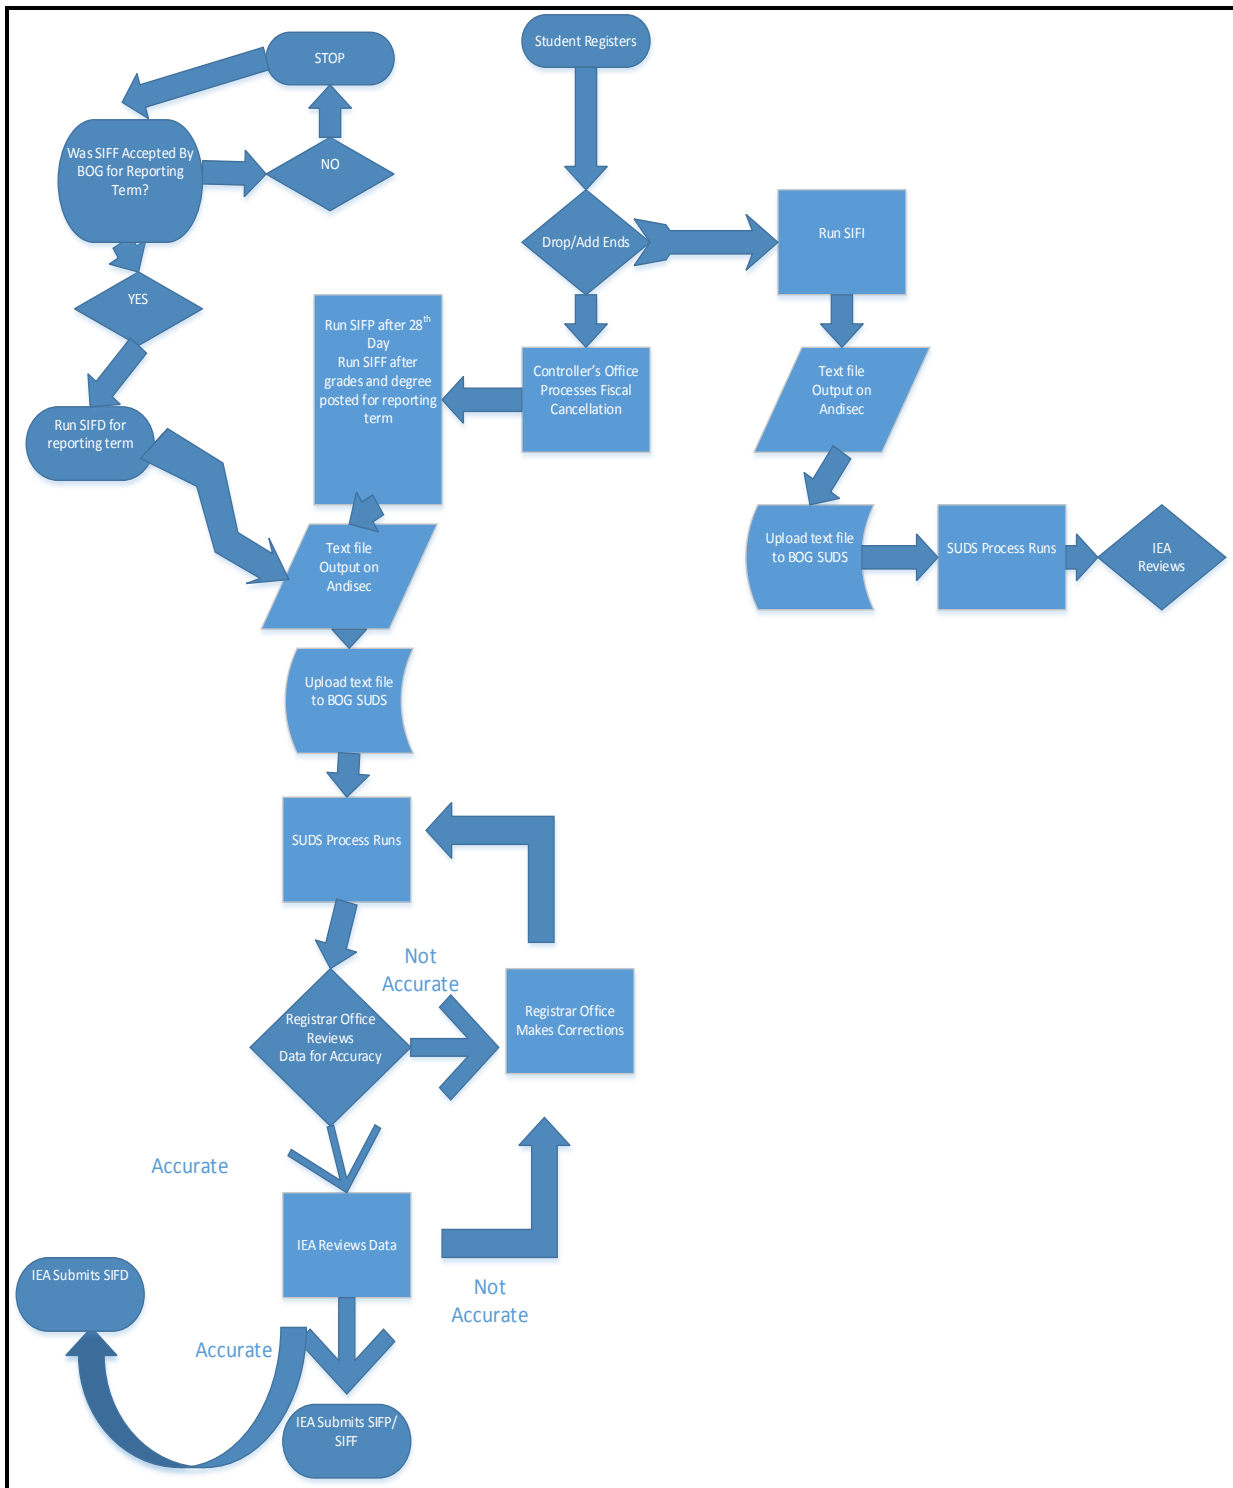 Student Registers
STOP
Was SIFF Accepted By
BOG for Reporting
Term?
NO
Drop/Add Ends
Run SIFI
YES
Run SIFP after 28th
Day
Run SIFF after
grades and degree
posted for reporting
term
Controller's Office
Processes Fiscal
Cancellation
Text file
Output on
Andisec
Run SIFD for
reporting term
Upload text file
to BOG SUDS
SUDS Process Runs
IEA
Reviews
Text file
Output on
Andisec
Upload text file
to BOG SUDS
SUDS Process Runs
Not
Accurate
Registrar Office
Reviews
Data for Accuracy
Registrar Office
Makes Corrections
Accurate
IEA Reviews Data
Not
Accurate
IEA Submits SIFD
Accurate
IEA Submits SIFP/
SIFF